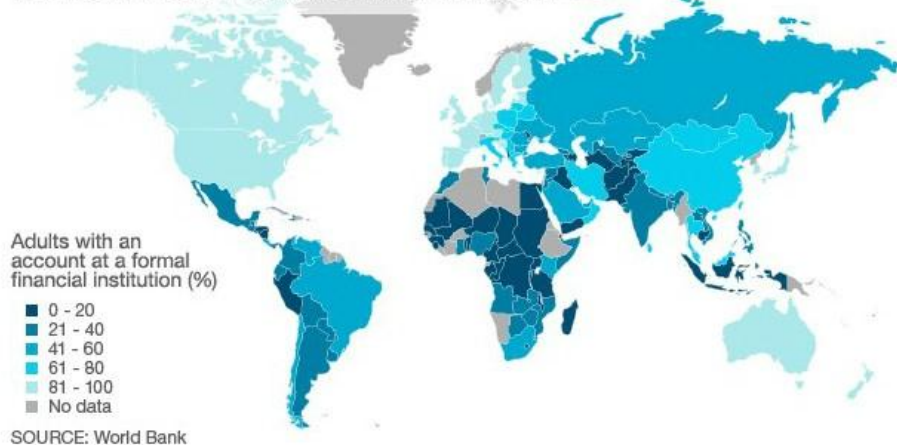 Adults with an
account at a formal
financial institution (%)
0 - 20
21 - 40
41 - 60
61 - 80
81 - 100
No data
SOURCE: World Bank